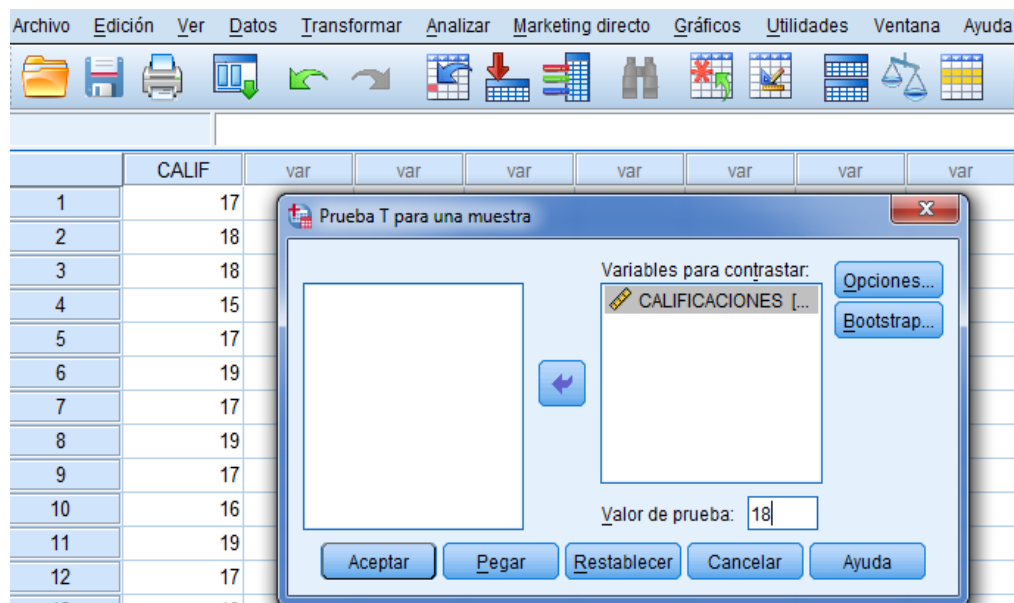 Archivo Edición Ver Datos Transformar Analizar Marketing directo Gráficos Utilidades Ventana Ayuda
CALIF var var var var var var var
1 17
2 18
3 18
4 15
5 17
6 19
7 17
8 19
9 17
10 16
11 19
12 17
Prueba T para una muestra
Variables para contrastar:
CALIFICACIONES [...
Opciones...
Bootstrap...
Valor de prueba: 18
Aceptar Pegar Restablecer Cancelar Ayuda